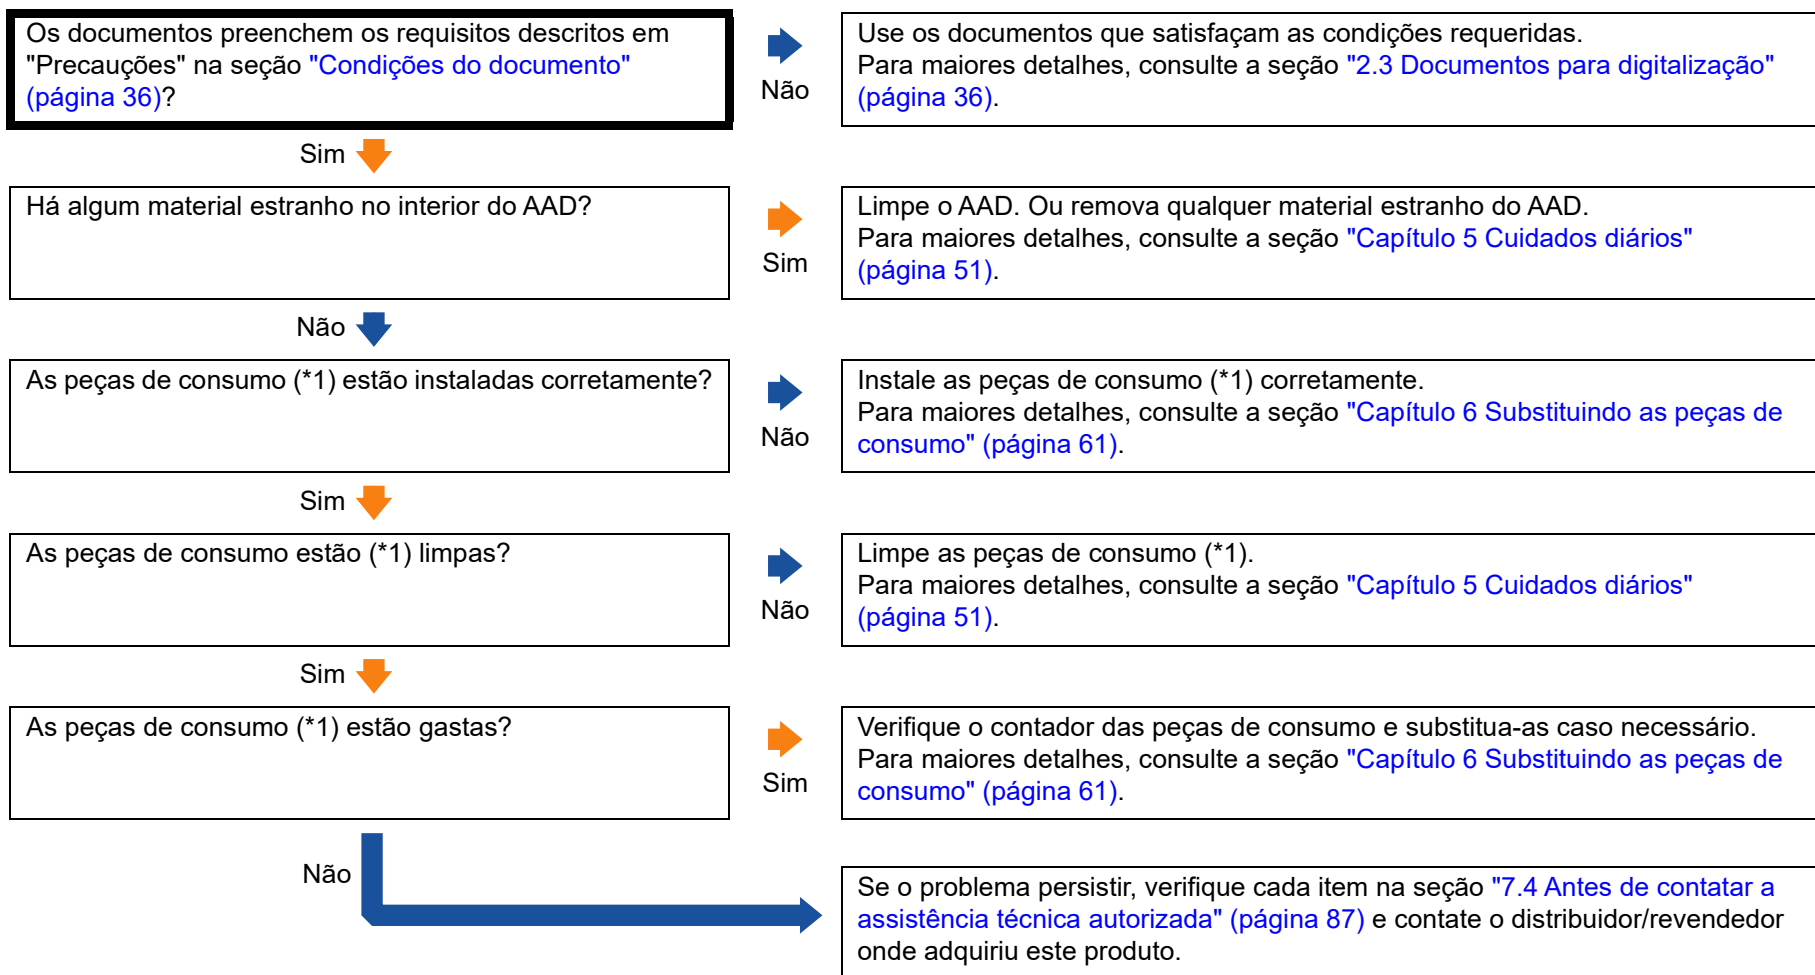 Os documentos preenchem os requisitos descritos em
"Precauções" na seção "Condições do documento"
(página 36)?
Não
Use os documentos que satisfaçam as condições requeridas.
Para maiores detalhes, consulte a seção "2.3 Documentos para digitalização"
(página 36).
Sim
Há algum material estranho no interior do AAD?
Sim
Limpe o AAD. Ou remova qualquer material estranho do AAD.
Para maiores detalhes, consulte a seção "Capítulo 5 Cuidados diários"
(página 51).
Não
As peças de consumo (*1) estão instaladas corretamente?
Não
Instale as peças de consumo (*1) corretamente.
Para maiores detalhes, consulte a seção "Capítulo 6 Substituindo as peças de
consumo" (página 61).
Sim
As peças de consumo estão (*1) limpas?
Não
Limpe as peças de consumo (*1).
Para maiores detalhes, consulte a seção "Capítulo 5 Cuidados diários"
(página 51).
Sim
As peças de consumo (*1) estão gastas?
Sim
Verifique o contador das peças de consumo e substitua-as caso necessário.
Para maiores detalhes, consulte a seção "Capítulo 6 Substituindo as peças de
consumo" (página 61).
Não
Se o problema persistir, verifique cada item na seção "7.4 Antes de contatar a
assistência técnica autorizada" (página 87) e contate o distribuidor/revendedor
onde adquiriu este produto.